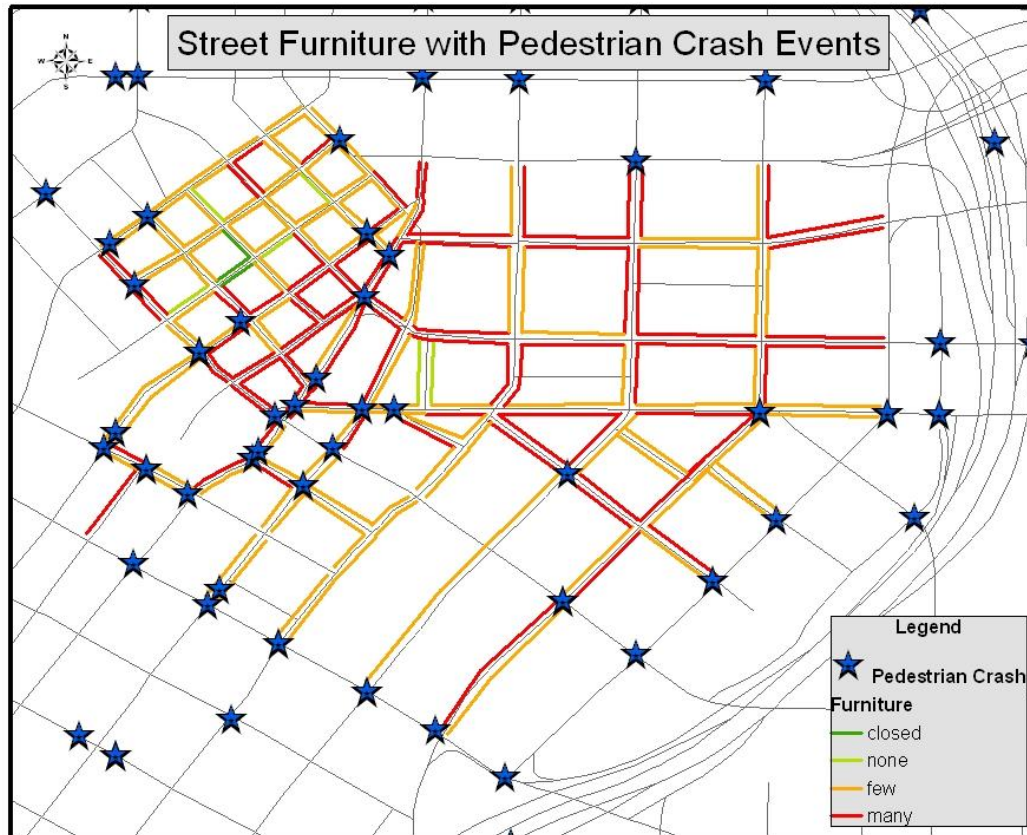 Street Furniture with Pedestrian Crash Events
N
W E
S
Legend
Pedestrian Crash
Furniture
closed
none
few
many